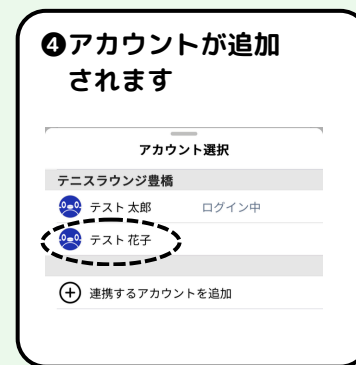 ❹アカウントが追加
されます
アカウント選択
テニスラウンジ豊橋
テスト 太郎 ログイン中
テスト 花子
連携するアカウントを追加